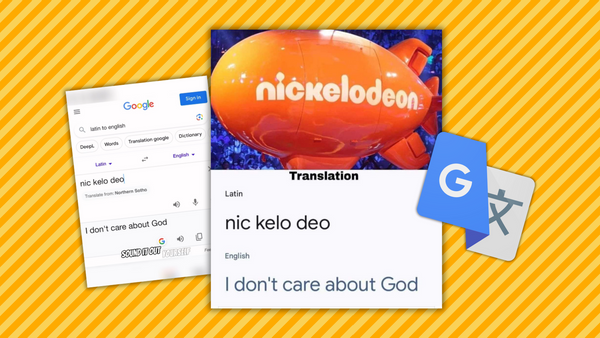 Google
Sign in
latin to english
DeepL Words Translation google Dictionary
Latin English
nic kelo deo
Translate from: Northern Sotho
I don't care about God
SOUND IT OUT YOURSELF
nickelodeon
Translation
Latin
nic kelo deo
English
I don't care about God
G
文